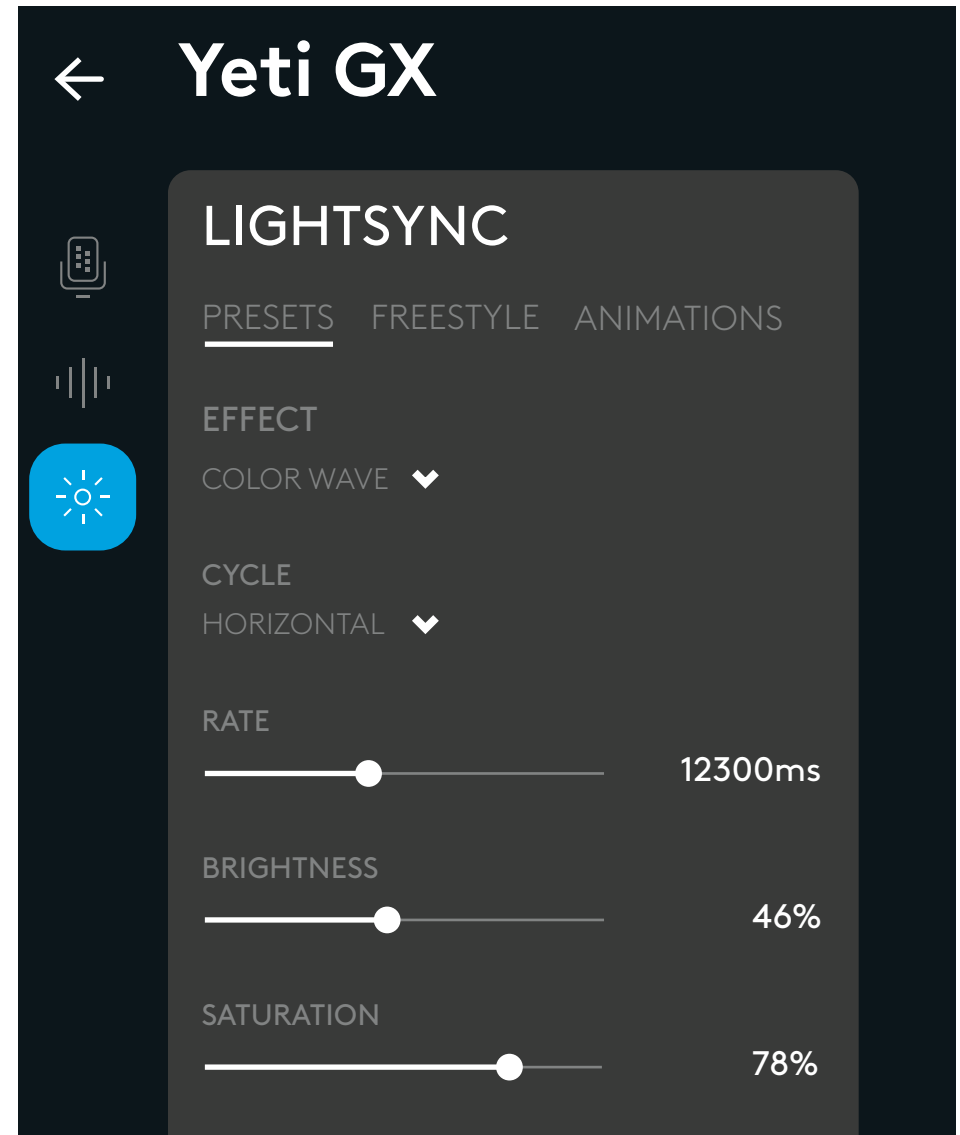 Yeti GX
LIGHTSYNC
PRESETS FREESTYLE ANIMATIONS
EFFECT
COLOR WAVE
CYCLE
HORIZONTAL
RATE
12300ms
BRIGHTNESS
46%
SATURATION
78%